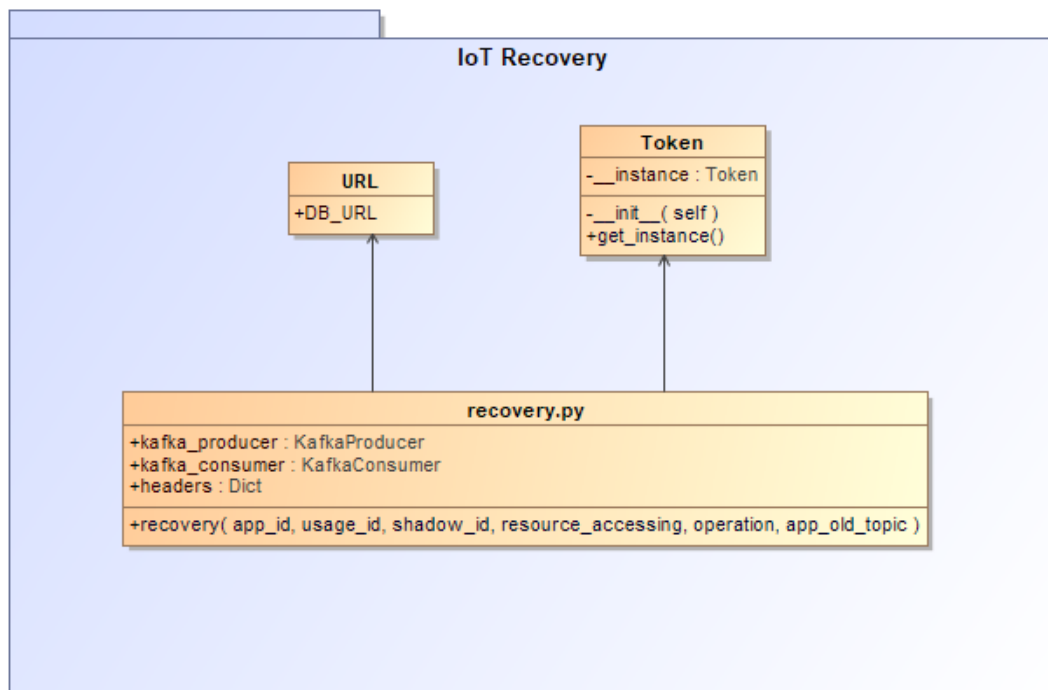 IoT Recovery
URL
+DB_URL
Token
-__instance : Token
-__init__( self )
+get_instance()
recovery.py
+kafka_producer : KafkaProducer
+kafka_consumer : KafkaConsumer
+headers : Dict
+recovery( app_id, usage_id, shadow_id, resource_accessing, operation, app_old_topic )